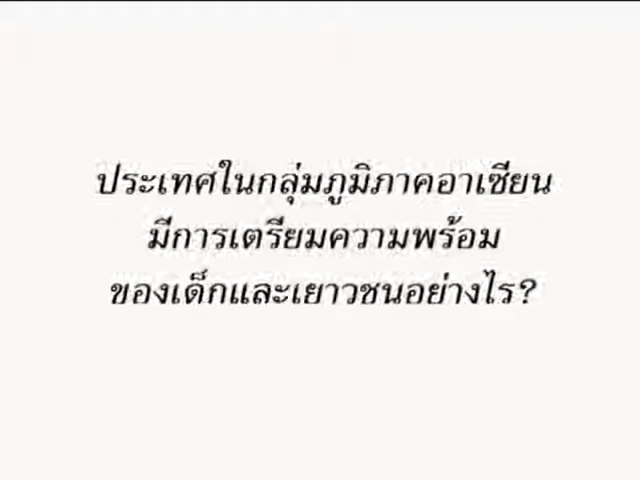 ประเทศในกลุ่มภูมิภาคอาเซียน
มีการเตรียมความพร้อม
ของเด็กและเยาวชนอย่างไร?